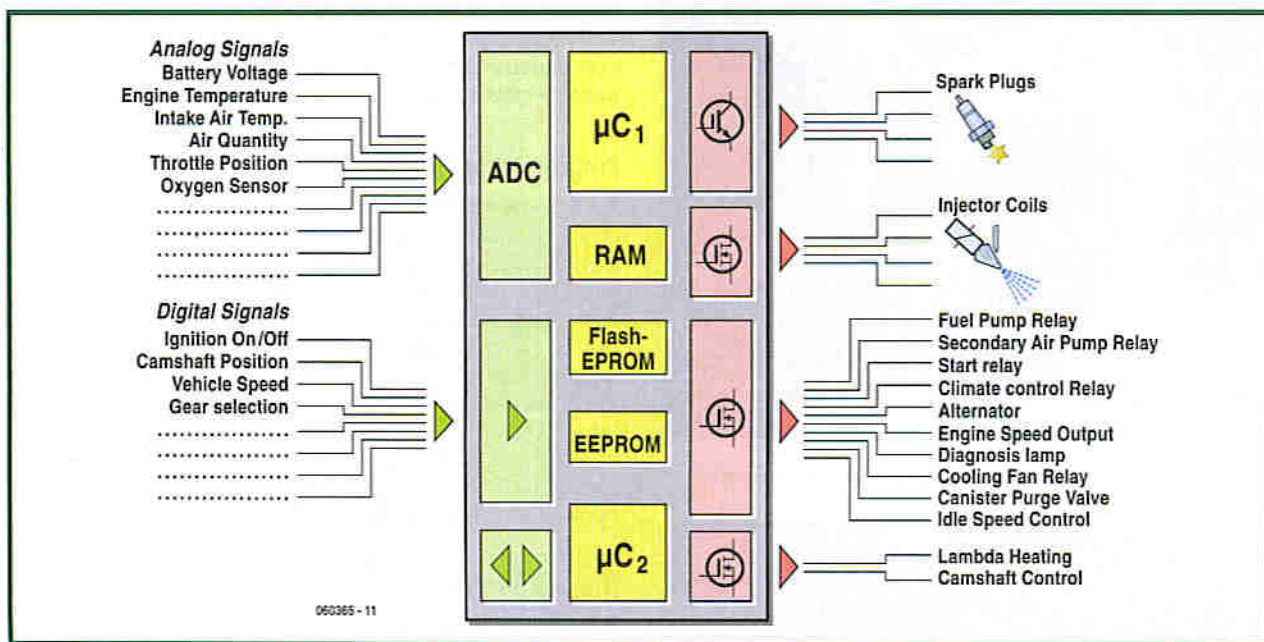 Analog Signals
Battery Voltage
Engine Temperature
Intake Air Temp.
Air Quantity
Throttle Position
Oxygen Sensor
.................
.................
.................
.................
Digital Signals
Ignition On/Off
Camshaft Position
Vehicle Speed
Gear selection
.................
.................
.................
.................
060365 - 11
ADC
µC1
RAM
Flash-
EPROM
EEPROM
µC2
Spark Plugs
Injector Coils
Fuel Pump Relay
Secondary Air Pump Relay
Start relay
Climate control Relay
Alternator
Engine Speed Output
Diagnosis lamp
Cooling Fan Relay
Canister Purge Valve
Idle Speed Control
Lambda Heating
Camshaft Control